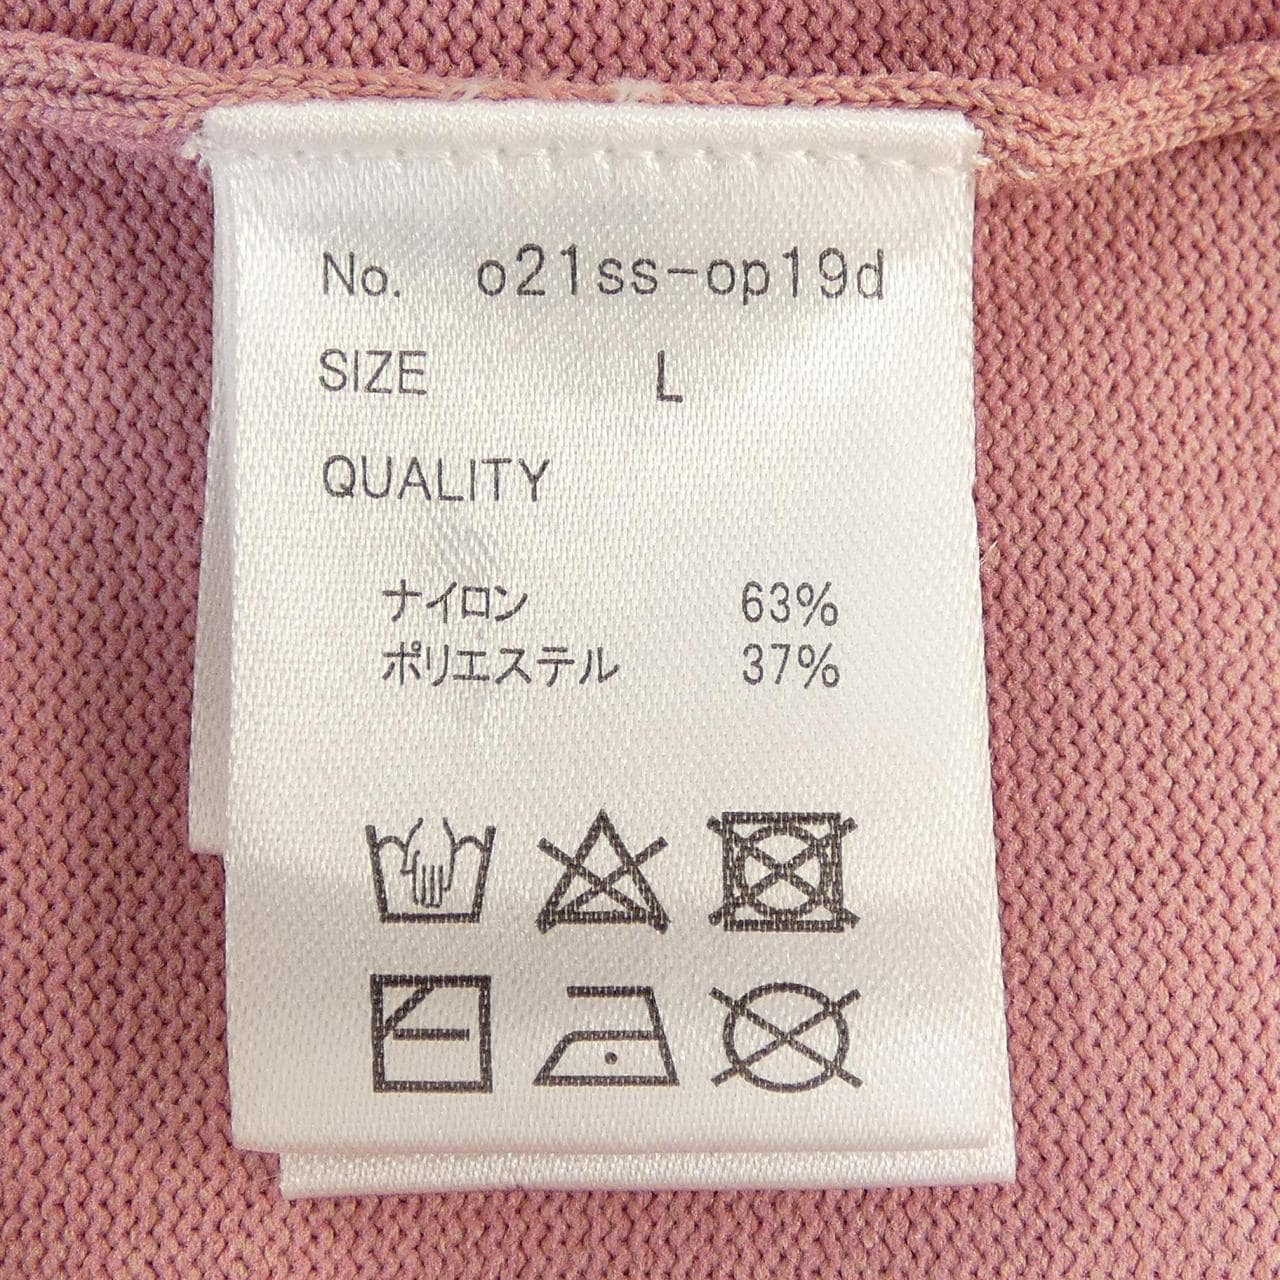 No. o21ss-op19d
SIZE L
QUALITY
ナイロン 63%
ポリエステル 37%